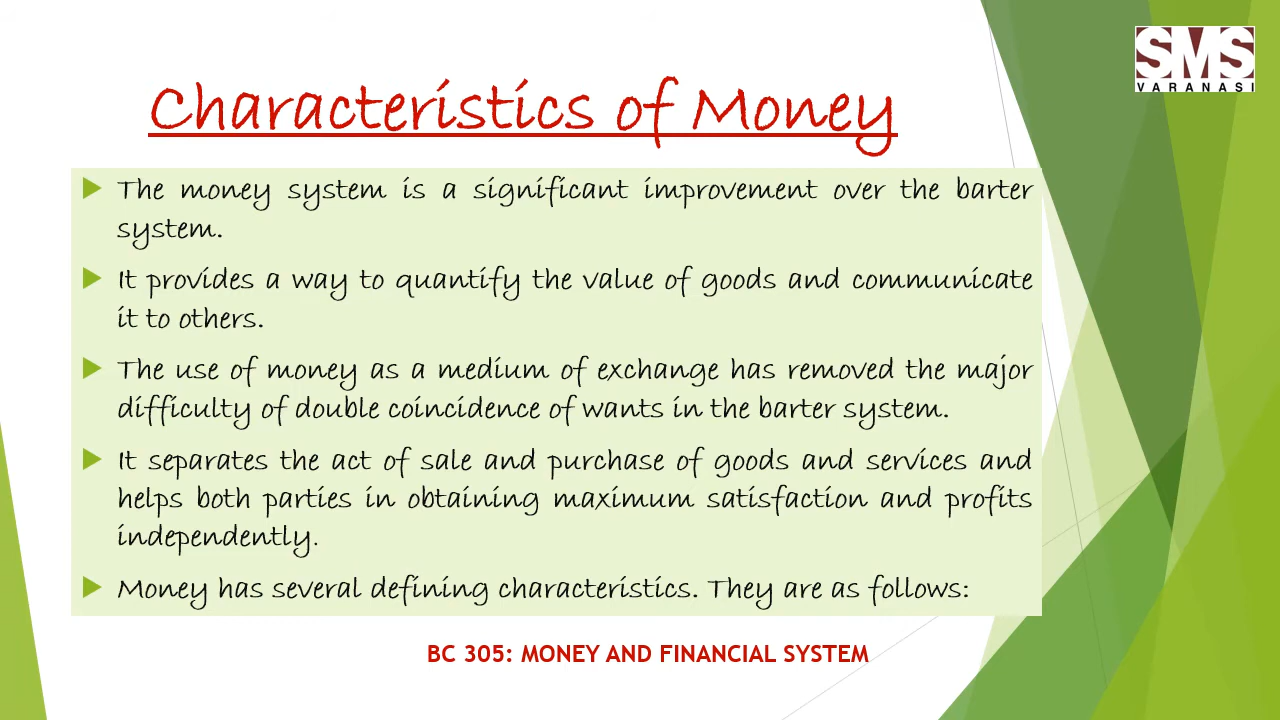 SMS
VARANASI
Characteristics of Money
The money system is a significant improvement over the barter
system.
It provides a way to quantify the value of goods and communicate
it to others.
The use of money as a medium of exchange has removed the major
difficulty of double coincidence of wants in the barter system.
It separates the act of sale and purchase of goods and services and
helps both parties in obtaining maximum satisfaction and profits
independently.
Money has several defining characteristics. They are as follows:
BC 305: MONEY AND FINANCIAL SYSTEM